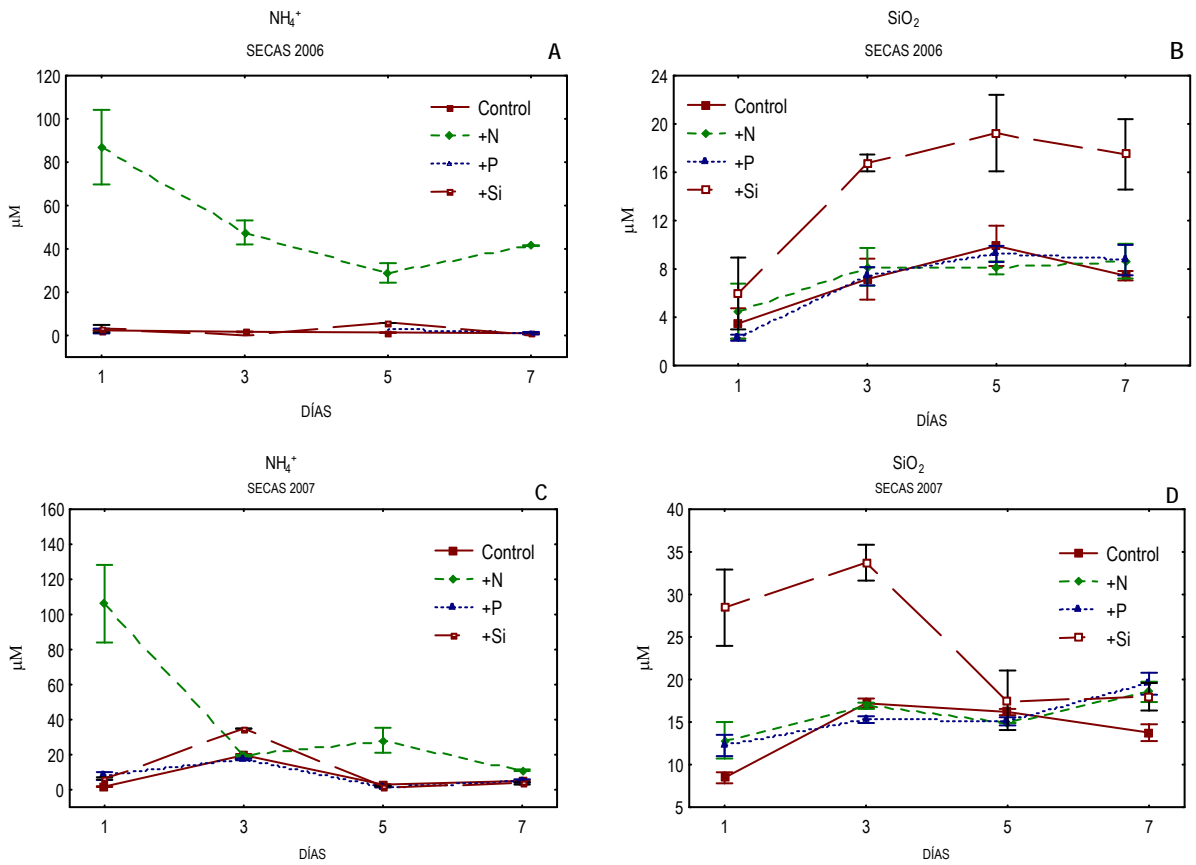 NH₄⁺
SECAS 2006
A
120
100
80
60
40
20
0
μM
Control
+N
+P
+Si
1 3 5 7
DÍAS
SiO₂
SECAS 2006
B
24
20
16
12
8
4
0
μM
Control
+N
+P
+Si
1 3 5 7
DÍAS
NH₄⁺
SECAS 2007
C
160
140
120
100
80
60
40
20
0
μM
Control
+N
+P
+Si
1 3 5 7
DÍAS
SiO₂
SECAS 2007
D
40
35
30
25
20
15
10
5
μM
Control
+N
+P
+Si
1 3 5 7
DÍAS